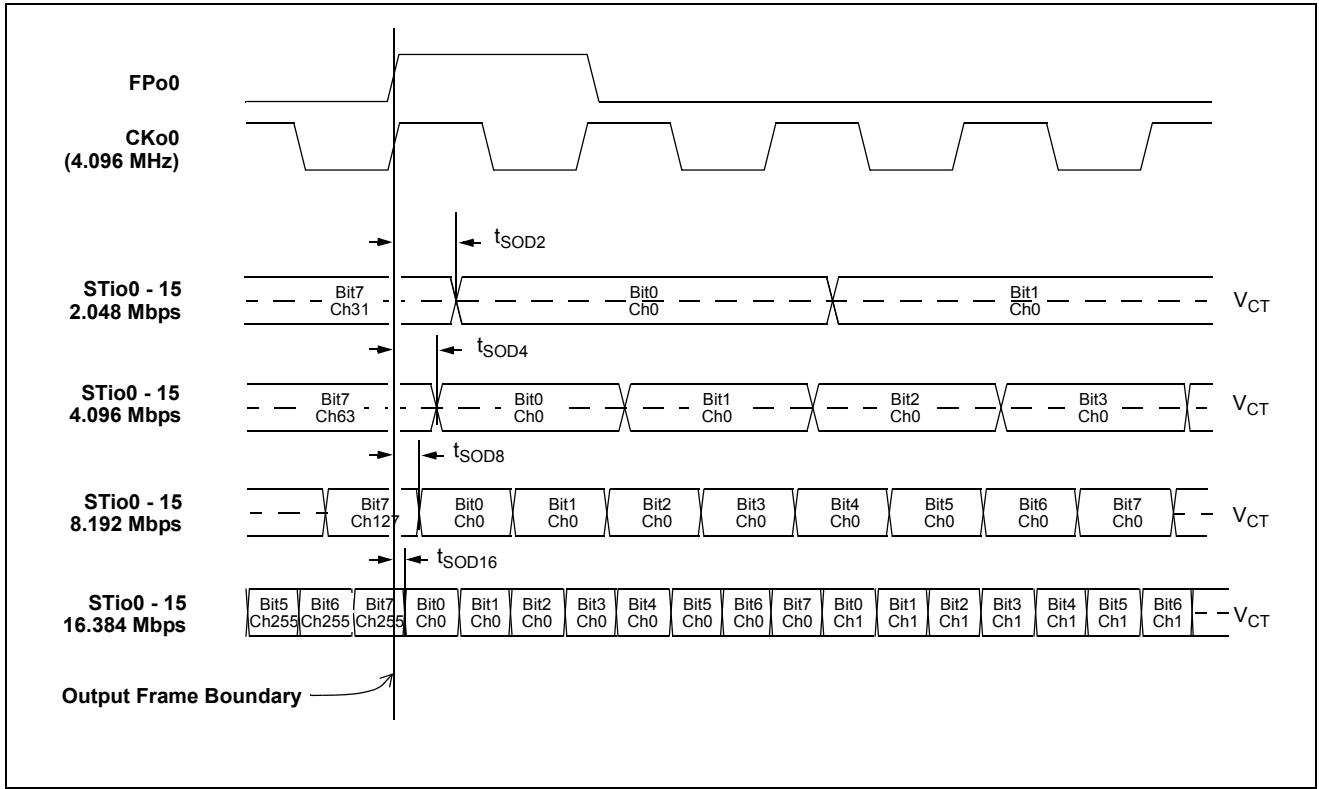 FPo0
CKo0
(4.096 MHz)
tSOD2
STio0 - 15
2.048 Mbps
Bit7
Ch31
Bit0
Ch0
Bit1
Ch0
VCT
tSOD4
STio0 - 15
4.096 Mbps
Bit7
Ch63
Bit0
Ch0
Bit1
Ch0
Bit2
Ch0
Bit3
Ch0
VCT
tSOD8
STio0 - 15
8.192 Mbps
Bit7
Ch127
Bit0
Ch0
Bit1
Ch0
Bit2
Ch0
Bit3
Ch0
Bit4
Ch0
Bit5
Ch0
Bit6
Ch0
Bit7
Ch0
VCT
tSOD16
STio0 - 15
16.384 Mbps
Bit5
Ch255
Bit6
Ch255
Bit7
Ch255
Bit0
Ch0
Bit1
Ch0
Bit2
Ch0
Bit3
Ch0
Bit4
Ch0
Bit5
Ch0
Bit6
Ch0
Bit7
Ch0
Bit0
Ch1
Bit1
Ch1
Bit2
Ch1
Bit3
Ch1
Bit4
Ch1
Bit5
Ch1
Bit6
Ch1
VCT
Output Frame Boundary